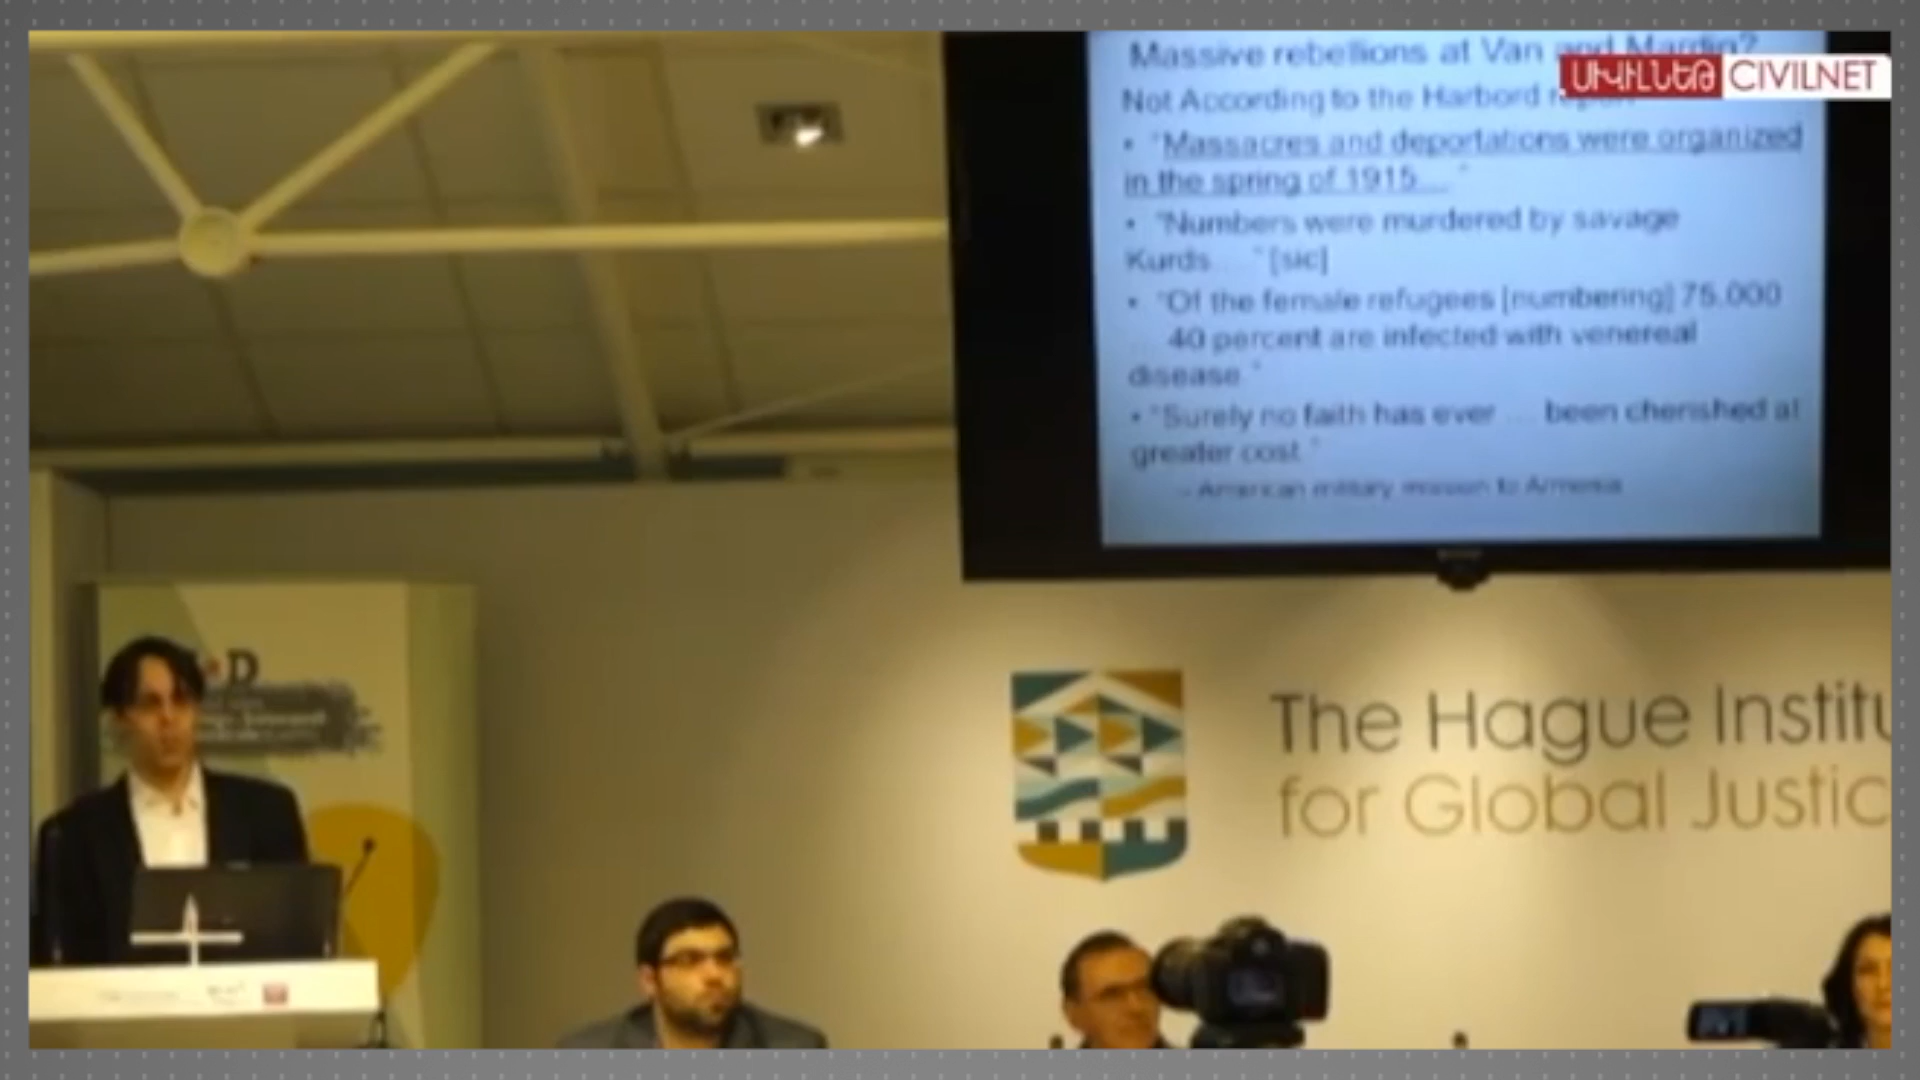 Massive rebellions at Van and Mardin?
ՍԻՎԻԼՆԵԹ CIVILNET
Not According to the Harbord report
• "Massacres and deportations were organized
in the spring of 1915... "
• "Numbers were murdered by savage
Kurds... " [sic]
• "Of the female refugees [numbering] 75.000
40 percent are infected with venereal
disease."
• "Surely no faith has ever ... been cherished at
greater cost."
- American military mission to Armenia
D
The Hague Institu
for Global Justic